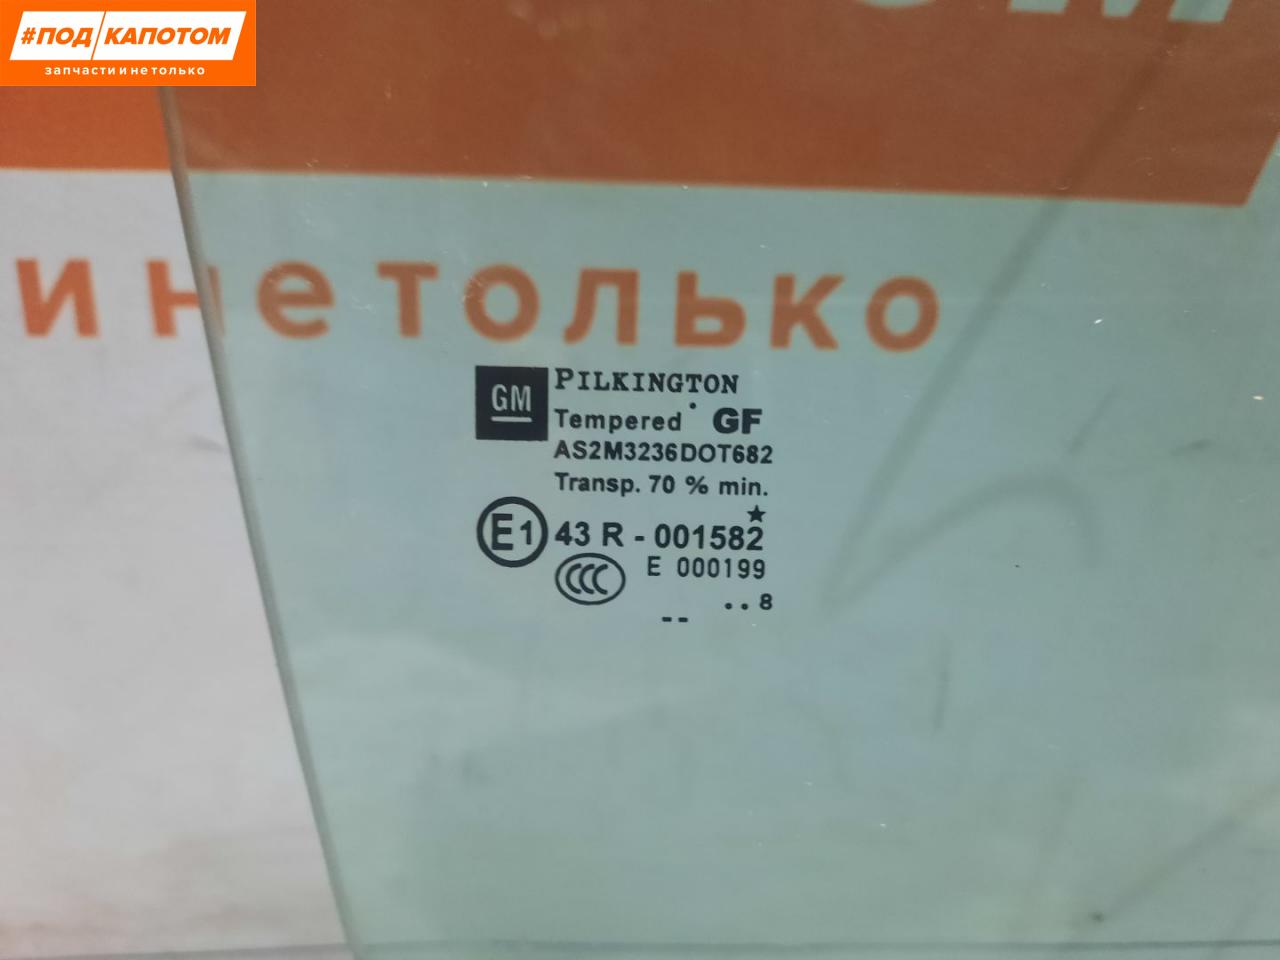 #ПОД КАПОТОМ
запчасти и не только
и не только
GM
PILKINGTON
Tempered GF
AS2M3236DOT682
Transp. 70 % min.
E1 43 R - 001582
CCC E 000199
. . 8
--